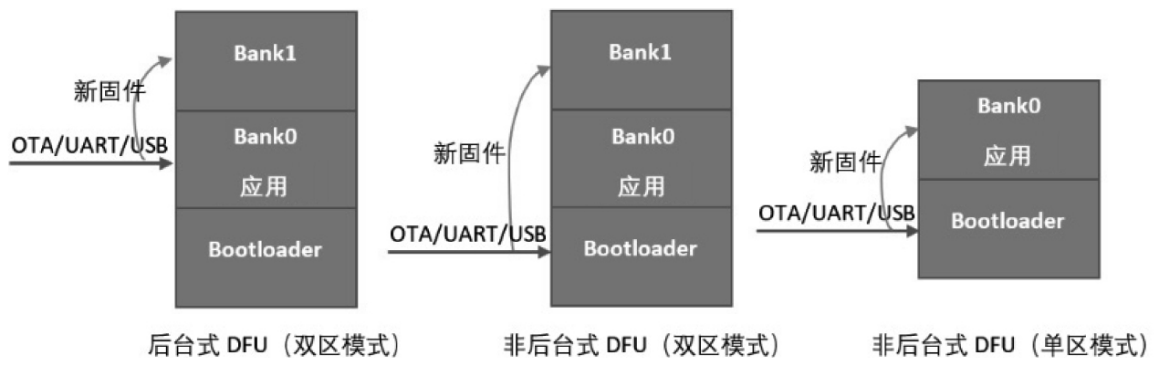 Bank1
新固件
OTA/UART/USB
Bank0
应用
Bootloader
后台式 DFU（双区模式）
Bank1
新固件
Bank0
应用
OTA/UART/USB
Bootloader
非后台式 DFU（双区模式）
Bank0
应用
新固件
OTA/UART/USB
Bootloader
非后台式 DFU（单区模式）